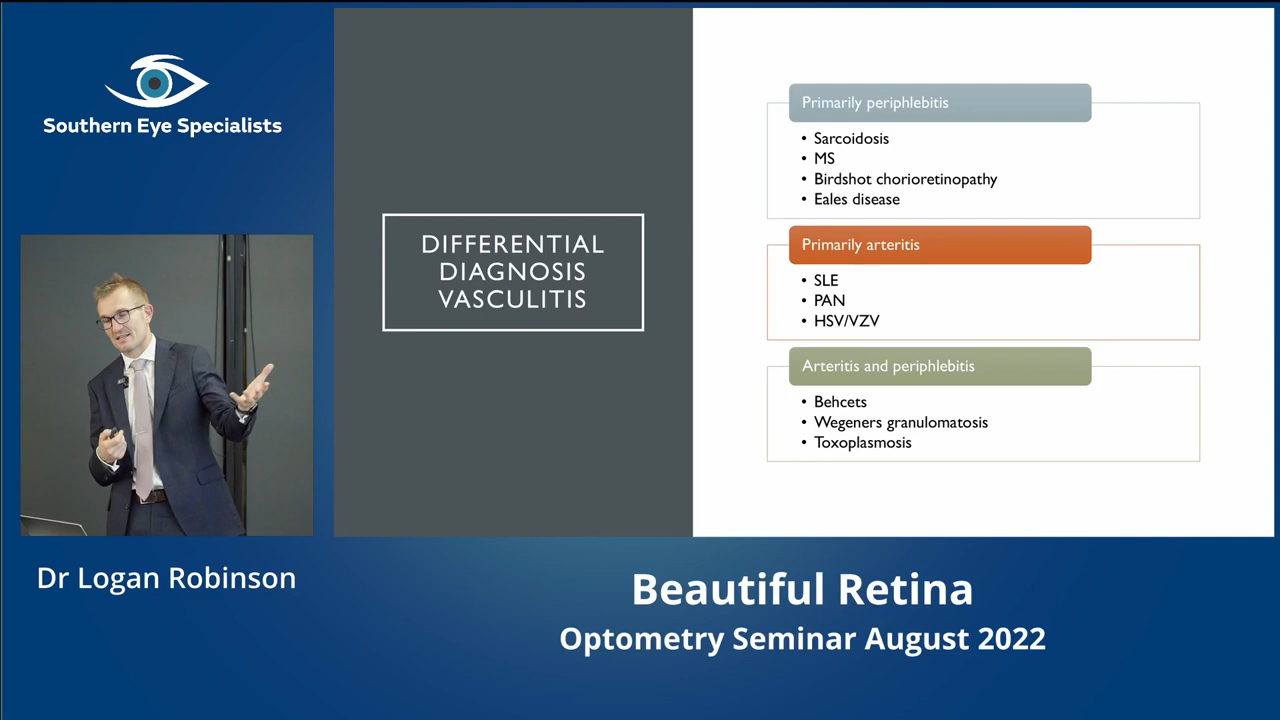 Southern Eye Specialists
DIFFERENTIAL
DIAGNOSIS
VASCULITIS
Primarily periphlebitis
• Sarcoidosis
• MS
• Birdshot chorioretinopathy
• Eales disease
Primarily arteritis
• SLE
• PAN
• HSV/VZV
Arteritis and periphlebitis
• Behcets
• Wegeners granulomatosis
• Toxoplasmosis
Dr Logan Robinson
Beautiful Retina
Optometry Seminar August 2022